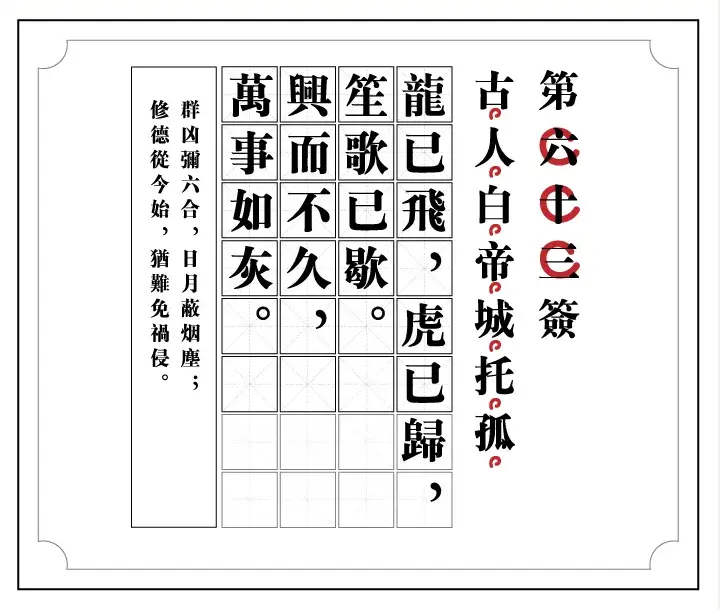 第六十三簽
古人白帝城托孤
龍已飛，虎已歸，
笙歌已歇。
興而不久，
萬事如灰。
群凶彌六合，日月蔽烟塵；
修德從今始，猶難免禍侵。